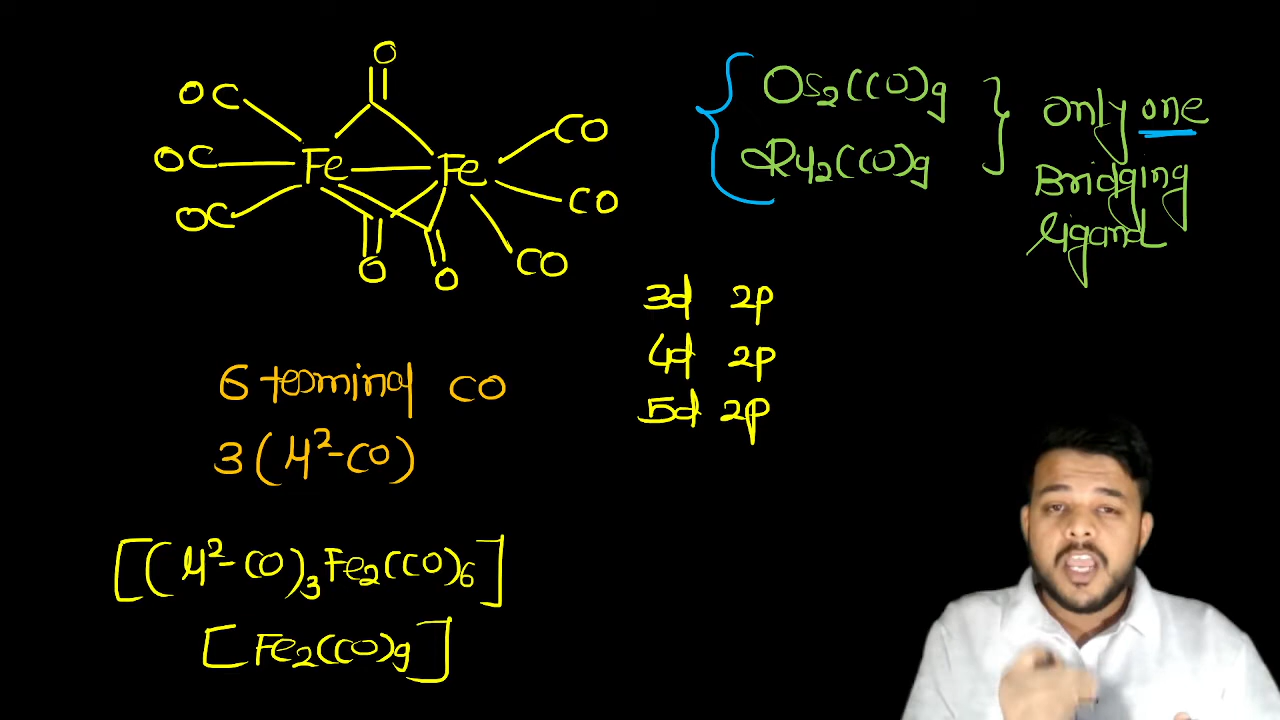 O
OC
CO
Fe
Fe
OC
CO
OC
O
O
CO
Os₂(CO)9
Ru₂(CO)9
Only one
Bridging
ligand
3d 2p
4d 2p
5d 2p
6 terminal CO
3(μ²-CO)
[(μ²-CO)₃Fe₂(CO)₆]
[Fe₂(CO)9]